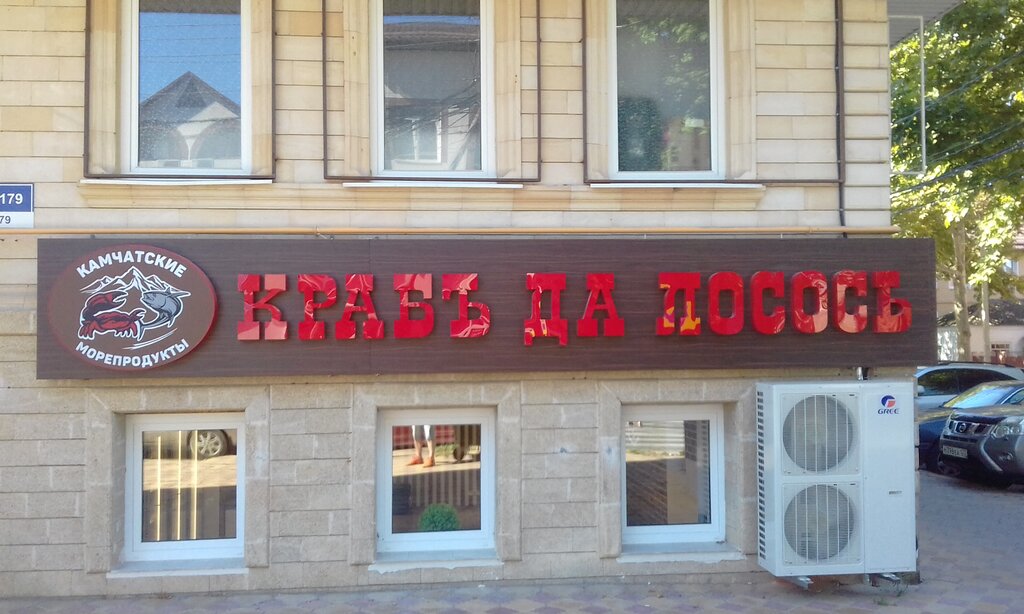 179
79
КАМЧАТСКИЕ
МОРЕПРОДУКТЫ
КРАБЪ ДА ЛОСОСЬ
GREE